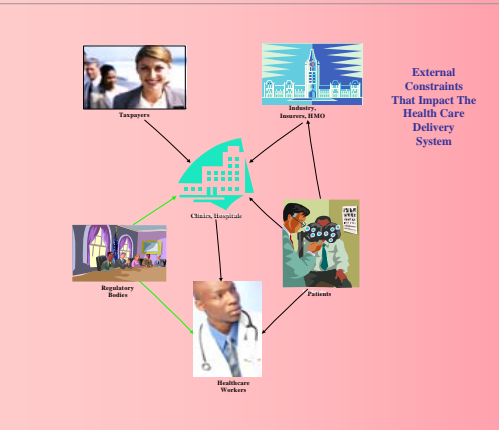 External
Constraints
That Impact The
Health Care
Delivery
System
Taxpayers
Industry,
Insurers, HMO
Clinics, Hospitals
Regulatory
Bodies
Patients
Healthcare
Workers